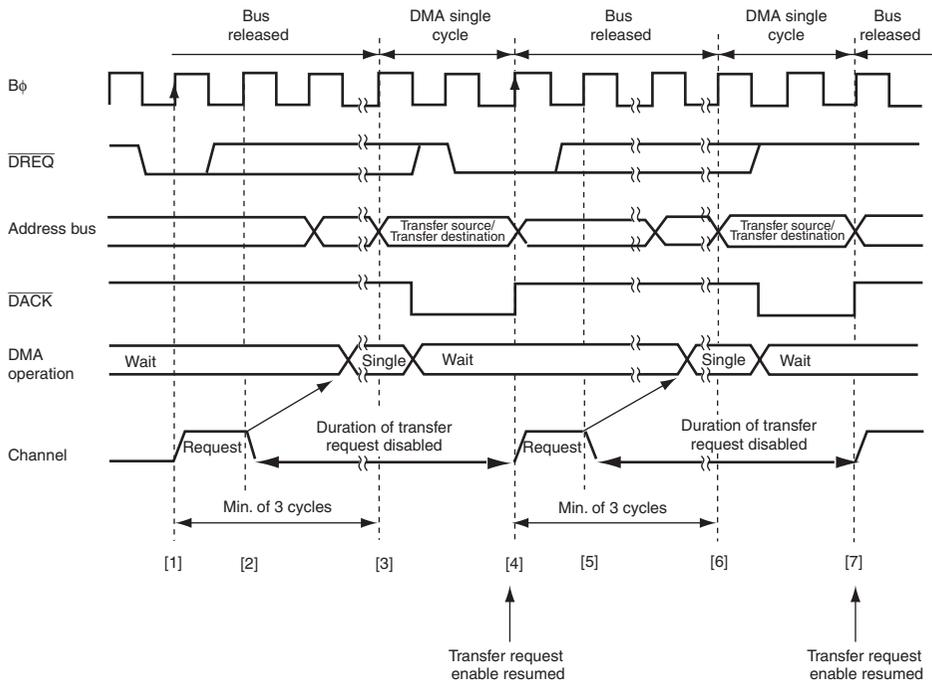 Bus
released
DMA single
cycle
Bus
released
DMA single
cycle
Bus
released
Bϕ
DREQ
Address bus
Transfer source/
Transfer destination
Transfer source/
Transfer destination
DACK
DMA
operation
Wait
Single
Wait
Single
Wait
Channel
Request
Duration of transfer
request disabled
Request
Duration of transfer
request disabled
Min. of 3 cycles
Min. of 3 cycles
[1]
[2]
[3]
[4]
[5]
[6]
[7]
Transfer request
enable resumed
Transfer request
enable resumed